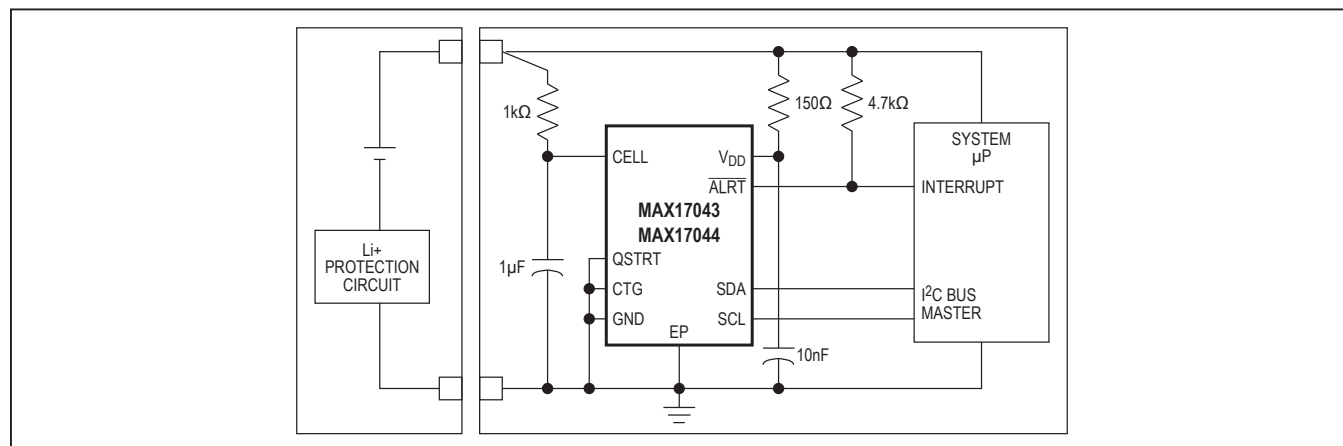 1kΩ
150Ω
4.7kΩ
SYSTEM
µP
CELL
VDD
ALRT
INTERRUPT
MAX17043
MAX17044
Li+
PROTECTION
CIRCUIT
1µF
QSTRT
CTG
SDA
I2C BUS
MASTER
GND
SCL
EP
10nF